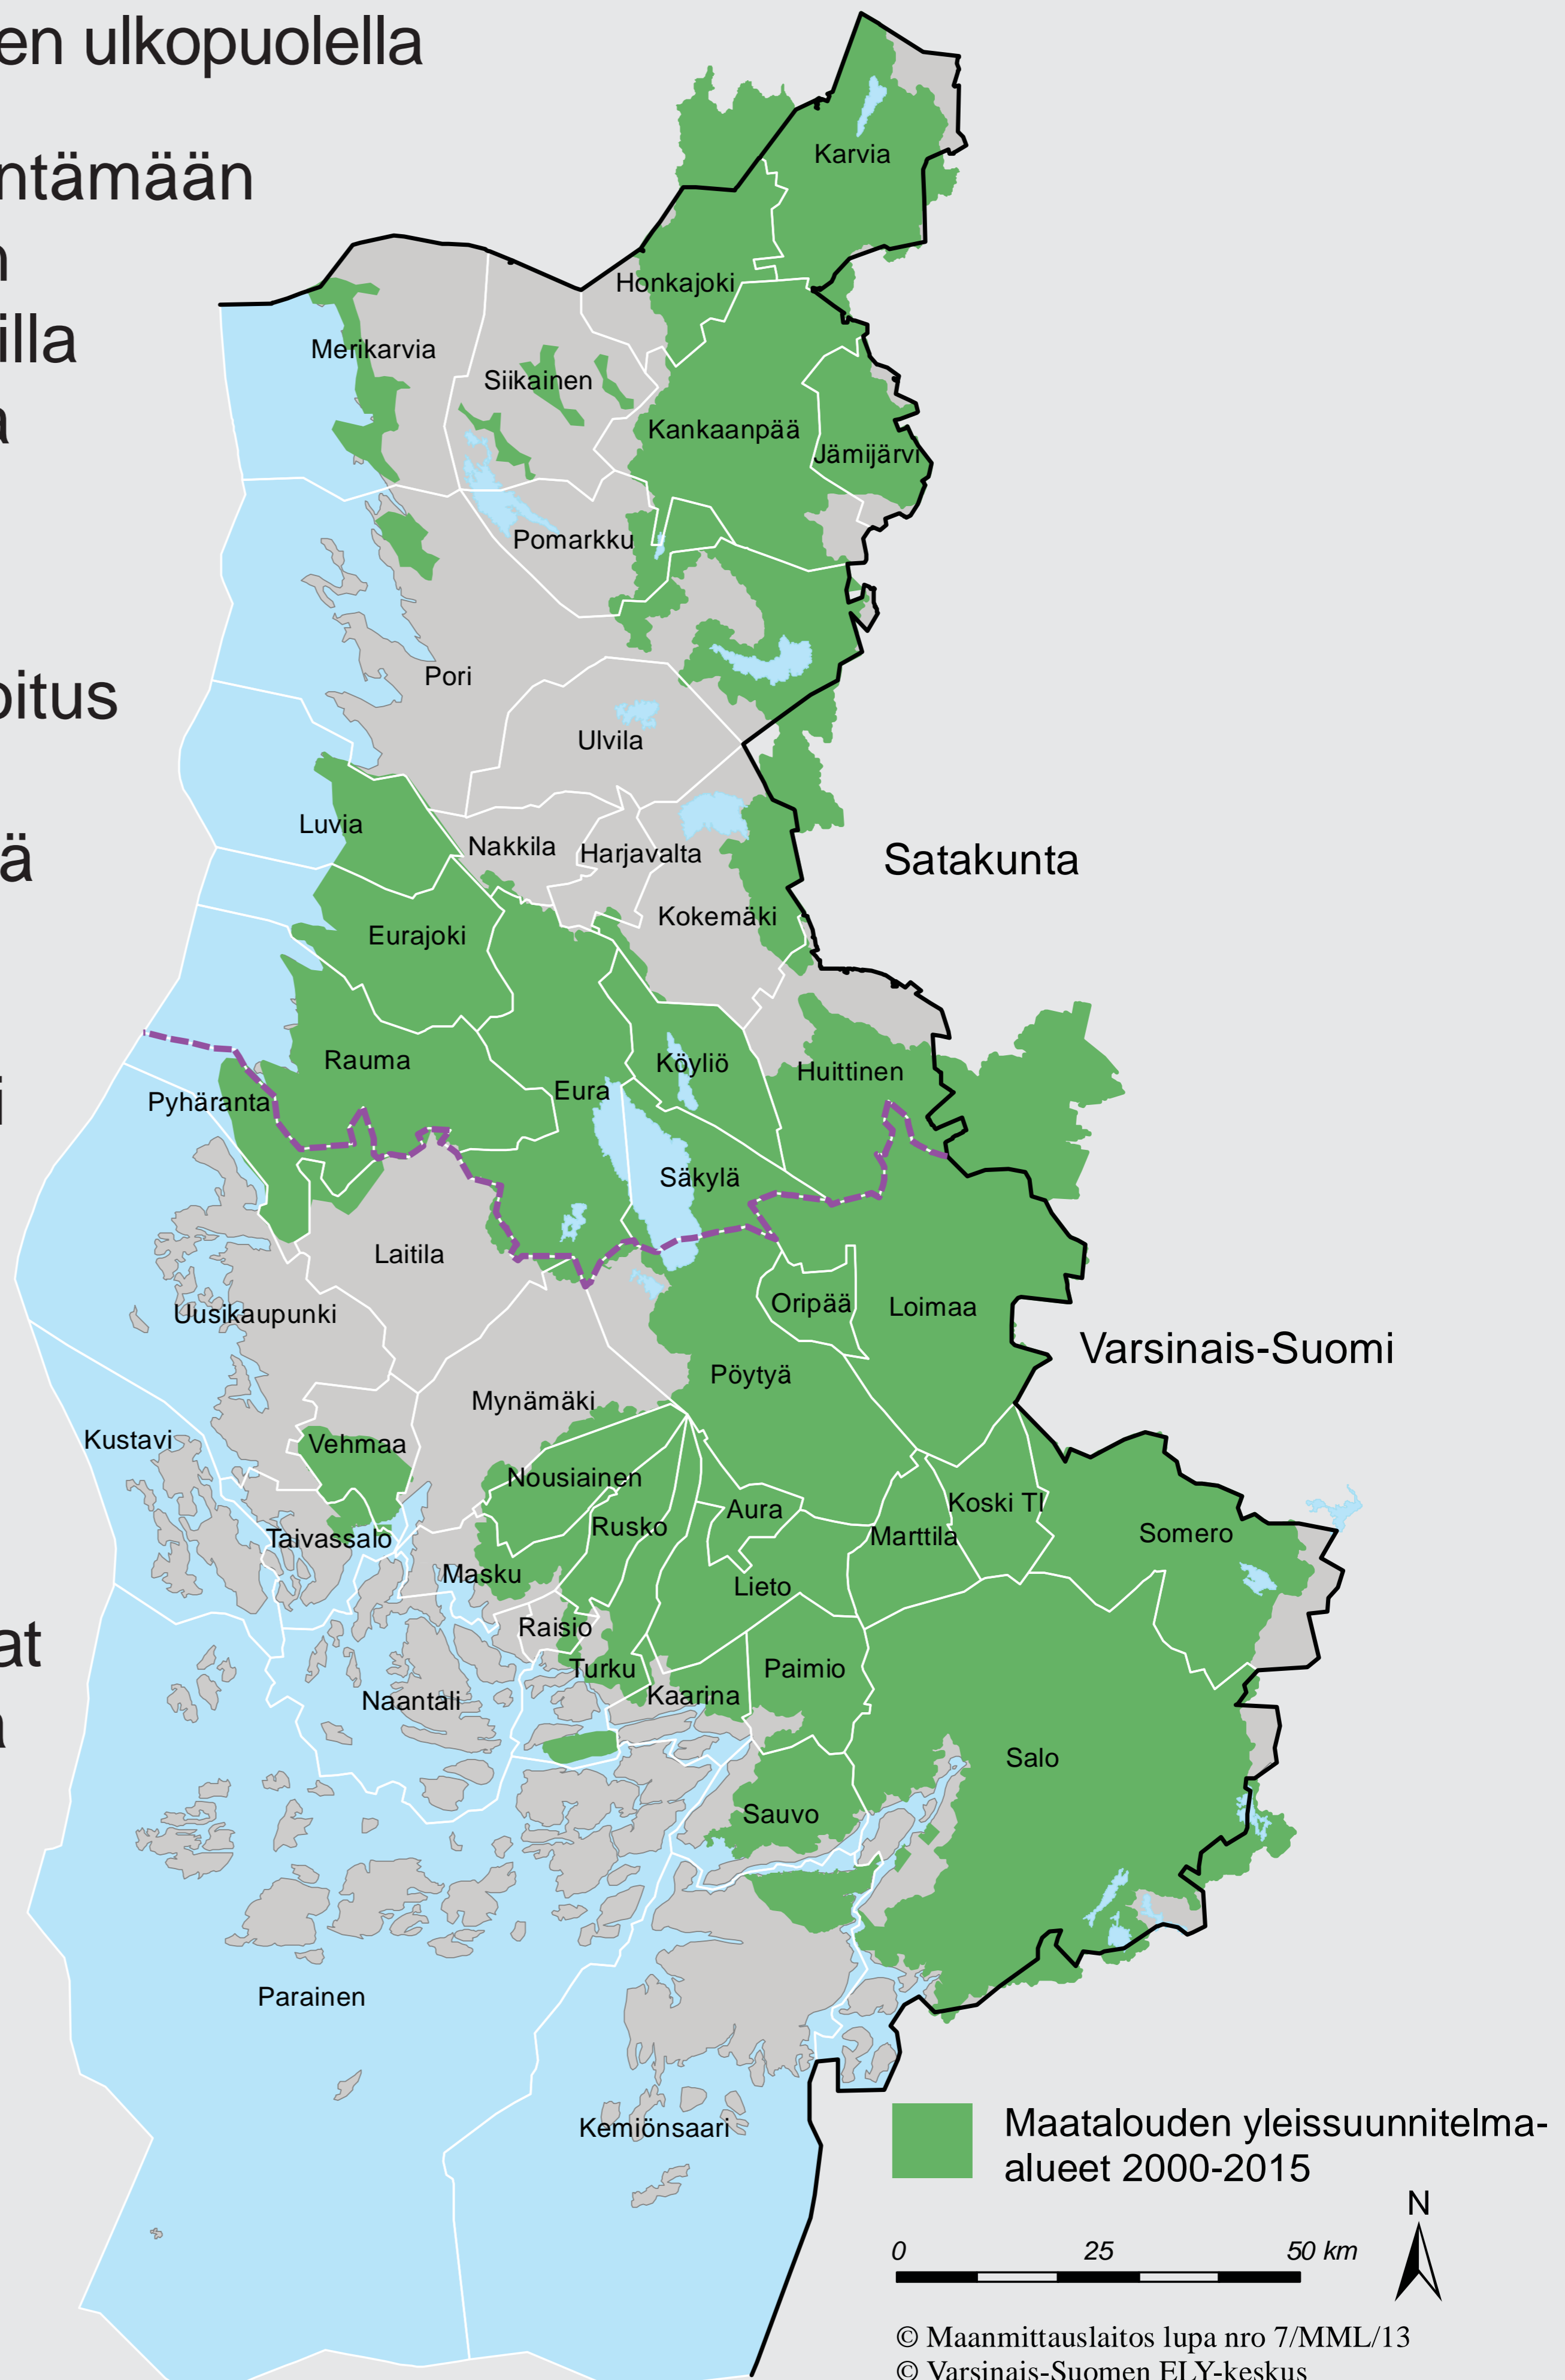 en ulkopuolella
ntämään
n
illa
a
oitus
ä
i
at
a
Karvia
Honkajoki
Merikarvia
Siikainen
Kankaanpää
Jämijärvi
Pomarkku
Pori
Ulvila
Luvia
Nakkila
Harjavalta
Satakunta
Kokemäki
Eurajoki
Rauma
Köyliö
Huittinen
Eura
Pyhäranta
Säkylä
Laitila
Oripää
Loimaa
Uusikaupunki
Varsinais-Suomi
Pöytyä
Mynämäki
Kustavi
Vehmaa
Nousiainen
Koski Tl
Aura
Rusko
Marttila
Somero
Taivassalo
Masku
Lieto
Raisio
Turku
Paimio
Kaarina
Naantali
Salo
Sauvo
Parainen
Kemiönsaari
Maatalouden yleissuunnitelma-
alueet 2000-2015
N
0 25 50 km
© Maanmittauslaitos lupa nro 7/MML/13
© Varsinais-Suomen ELY-keskus